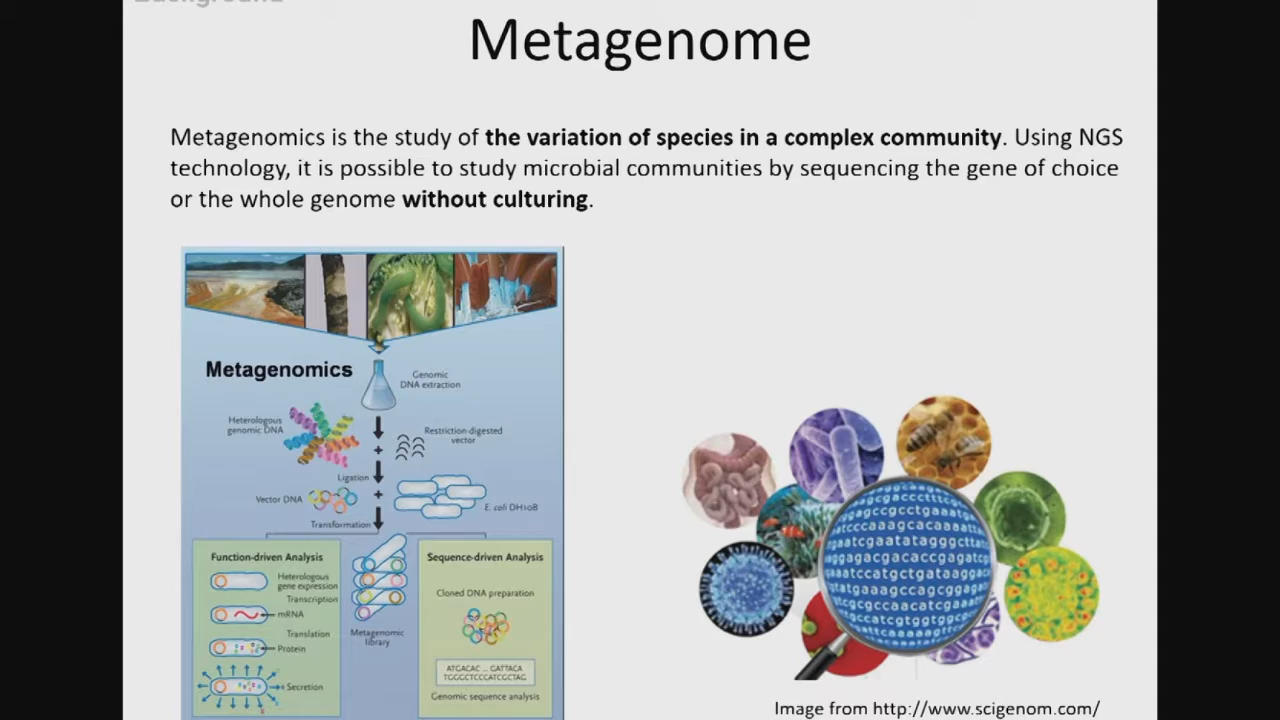 Background
Metagenome
Metagenomics is the study of the variation of species in a complex community. Using NGS
technology, it is possible to study microbial communities by sequencing the gene of choice
or the whole genome without culturing.
Metagenomics
Genomic
DNA extraction
Heterologous
genomic DNA
Restriction-digested
vector
Ligation
Vector DNA
E. coli DH10B
Transformation
Function-driven Analysis
Heterologous
gene expression
Transcription
mRNA
Translation
Protein
Secretion
Metagenomic
library
Sequence-driven Analysis
Cloned DNA preparation
ATGACAC ... GATTACA
TGGGCTCCCATCGCTAG
Genomic sequence analysis
Image from http://www.scigenom.com/